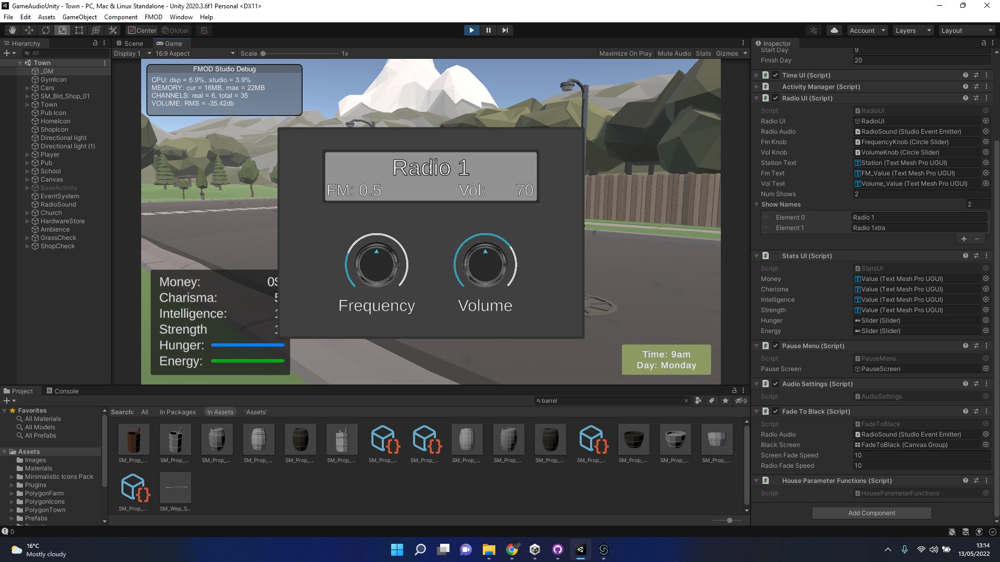 GameAudioUnity - Town - PC, Mac & Linux Standalone - Unity 2020.3.6f1 Personal <DX11>
File Edit Assets GameObject Component FMOD Window Help
Center Global Account Layers Layout
Hierarchy
All
Town
_GM
GymIcon
Cars
SM_Bld_Shop_01
Town
Pub Icon
HomeIcon
ShopIcon
Directional light
Directional light (1)
Player
Pub
School
Canvas
BaseActivity
EventSystem
RadioSound
Church
HardwareStore
Ambience
GrassCheck
ShopCheck
Scene Game
Display 1 16:9 Aspect Scale 1x Maximize On Play Mute Audio Stats Gizmos
FMOD Studio Debug
CPU: dsp = 6.9%, studio = 3.9%
MEMORY: cur = 16MB, max = 22MB
CHANNELS: real = 6, total = 35
VOLUME: RMS = -35.42db
Radio 1
FM: 0.5 Vol: 70
Frequency Volume
Money:
Charisma:
Intelligence:
Strength
Hunger:
Energy:
Time: 9am
Day: Monday
Inspector
Start Day 9
Finish Day 20
Time UI (Script)
Activity Manager (Script)
Radio UI (Script)
Script RadioUI
Radio UI RadioUI
Radio Audio RadioSound (Studio Event Emitter)
Fm Knob FrequencyKnob (Circle Slider)
Vol Knob VolumeKnob (Circle Slider)
Station Text Station (Text Mesh Pro UGUI)
Fm Text FM_Value (Text Mesh Pro UGUI)
Vol Text Volume_Value (Text Mesh Pro UGUI)
Num Shows 2
Show Names 2
Element 0 Radio 1
Element 1 Radio 1xtra
Stats UI (Script)
Script StatsUI
Money Value (Text Mesh Pro UGUI)
Charisma Value (Text Mesh Pro UGUI)
Intelligence Value (Text Mesh Pro UGUI)
Strength Value (Text Mesh Pro UGUI)
Hunger Slider (Slider)
Energy Slider (Slider)
Pause Menu (Script)
Script PauseMenu
Pause Screen PauseScreen
Audio Settings (Script)
Script AudioSettings
Fade To Black (Script)
Script FadeToBlack
Radio Audio RadioSound (Studio Event Emitter)
Black Screen FadeToBlack (Canvas Group)
Screen Fade Speed 10
Radio Fade Speed 10
House Parameter Functions (Script)
Script HouseParameterFunctions
Add Component
Project Console
barrel
9
Favorites
All Materials
All Models
All Prefabs
Assets
Images
Materials
Minimalistic Icons Pack
Plugins
PolygonFarm
PolygonIcons
PolygonTown
Prefabs
Search: All In Packages In Assets 'Assets'
SM_Prop_... SM_Prop_... SM_Prop_... SM_Prop_... SM_Prop_... SM_Prop_... SM_Prop_... SM_Prop_... SM_Prop_... SM_Prop_... SM_Prop_... SM_Prop_... SM_Prop_... SM_Prop_... SM_Prop_...
SM_Prop_... SM_Wep_S...
0
16°C
Mostly cloudy
13:14
13/05/2022